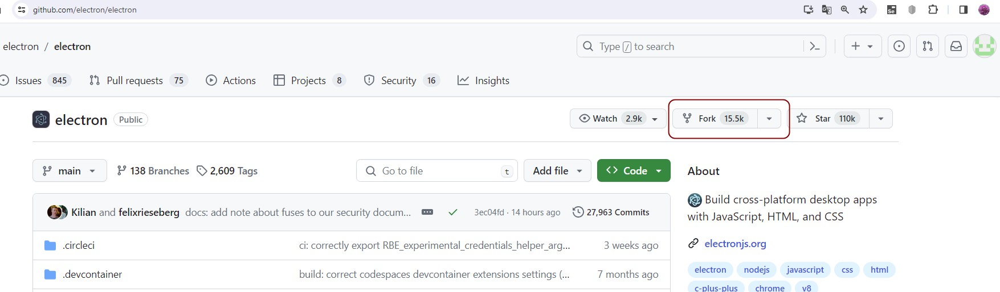 github.com/electron/electron
electron / electron
Type / to search
Issues 845 Pull requests 75 Actions Projects 8 Security 16 Insights
electron Public Watch 2.9k Fork 15.5k Star 110k
main 138 Branches 2,609 Tags Go to file t Add file Code
About
Kilian and felixrieseberg docs: add note about fuses to our security docum... 3ec04fd · 14 hours ago 27,963 Commits
.circleci ci: correctly export RBE_experimental_credentials_helper_arg... 3 weeks ago
.devcontainer build: correct codespaces devcontainer extensions settings (... 7 months ago
Build cross-platform desktop apps
with JavaScript, HTML, and CSS
electronjs.org
electron nodejs javascript css html
c-plus-plus chrome v8